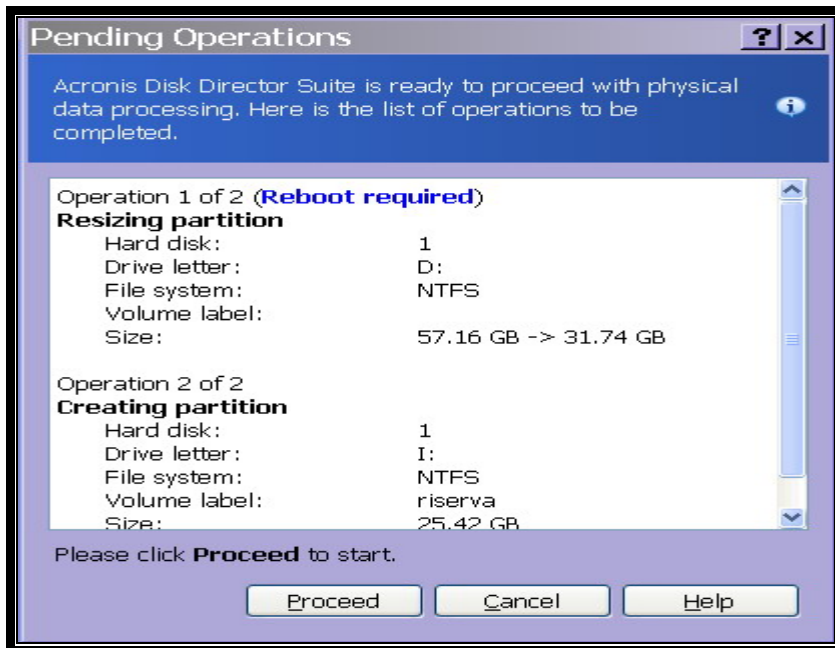 Pending Operations
Acronis Disk Director Suite is ready to proceed with physical
data processing. Here is the list of operations to be
completed.
Operation 1 of 2 (Reboot required)
Resizing partition
Hard disk: 1
Drive letter: D:
File system: NTFS
Volume label:
Size: 57.16 GB -> 31.74 GB
Operation 2 of 2
Creating partition
Hard disk: 1
Drive letter: I:
File system: NTFS
Volume label: riserva
Size: 25.42 GB
Please click Proceed to start.
Proceed Cancel Help